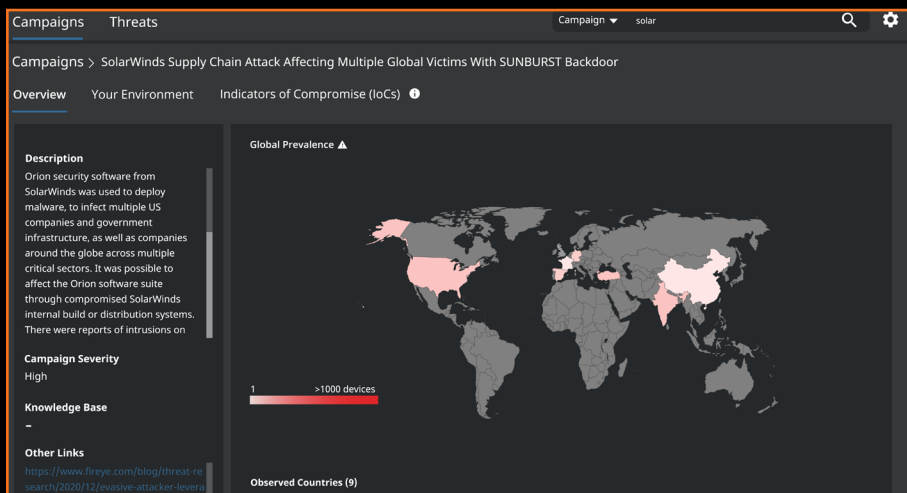 Campaigns Threats Campaign solar
Campaigns > SolarWinds Supply Chain Attack Affecting Multiple Global Victims With SUNBURST Backdoor
Overview Your Environment Indicators of Compromise (IoCs)
Description
Orion security software from
SolarWinds was used to deploy
malware, to infect multiple US
companies and government
infrastructure, as well as companies
around the globe across multiple
critical sectors. It was possible to
affect the Orion software suite
through compromised SolarWinds
internal build or distribution systems.
There were reports of intrusions on
Campaign Severity
High
Knowledge Base
–
Other Links
https://www.fireye.com/blog/threat-re
search/2020/12/evasive-attacker-levera
Global Prevalence
1 >1000 devices
Observed Countries (9)